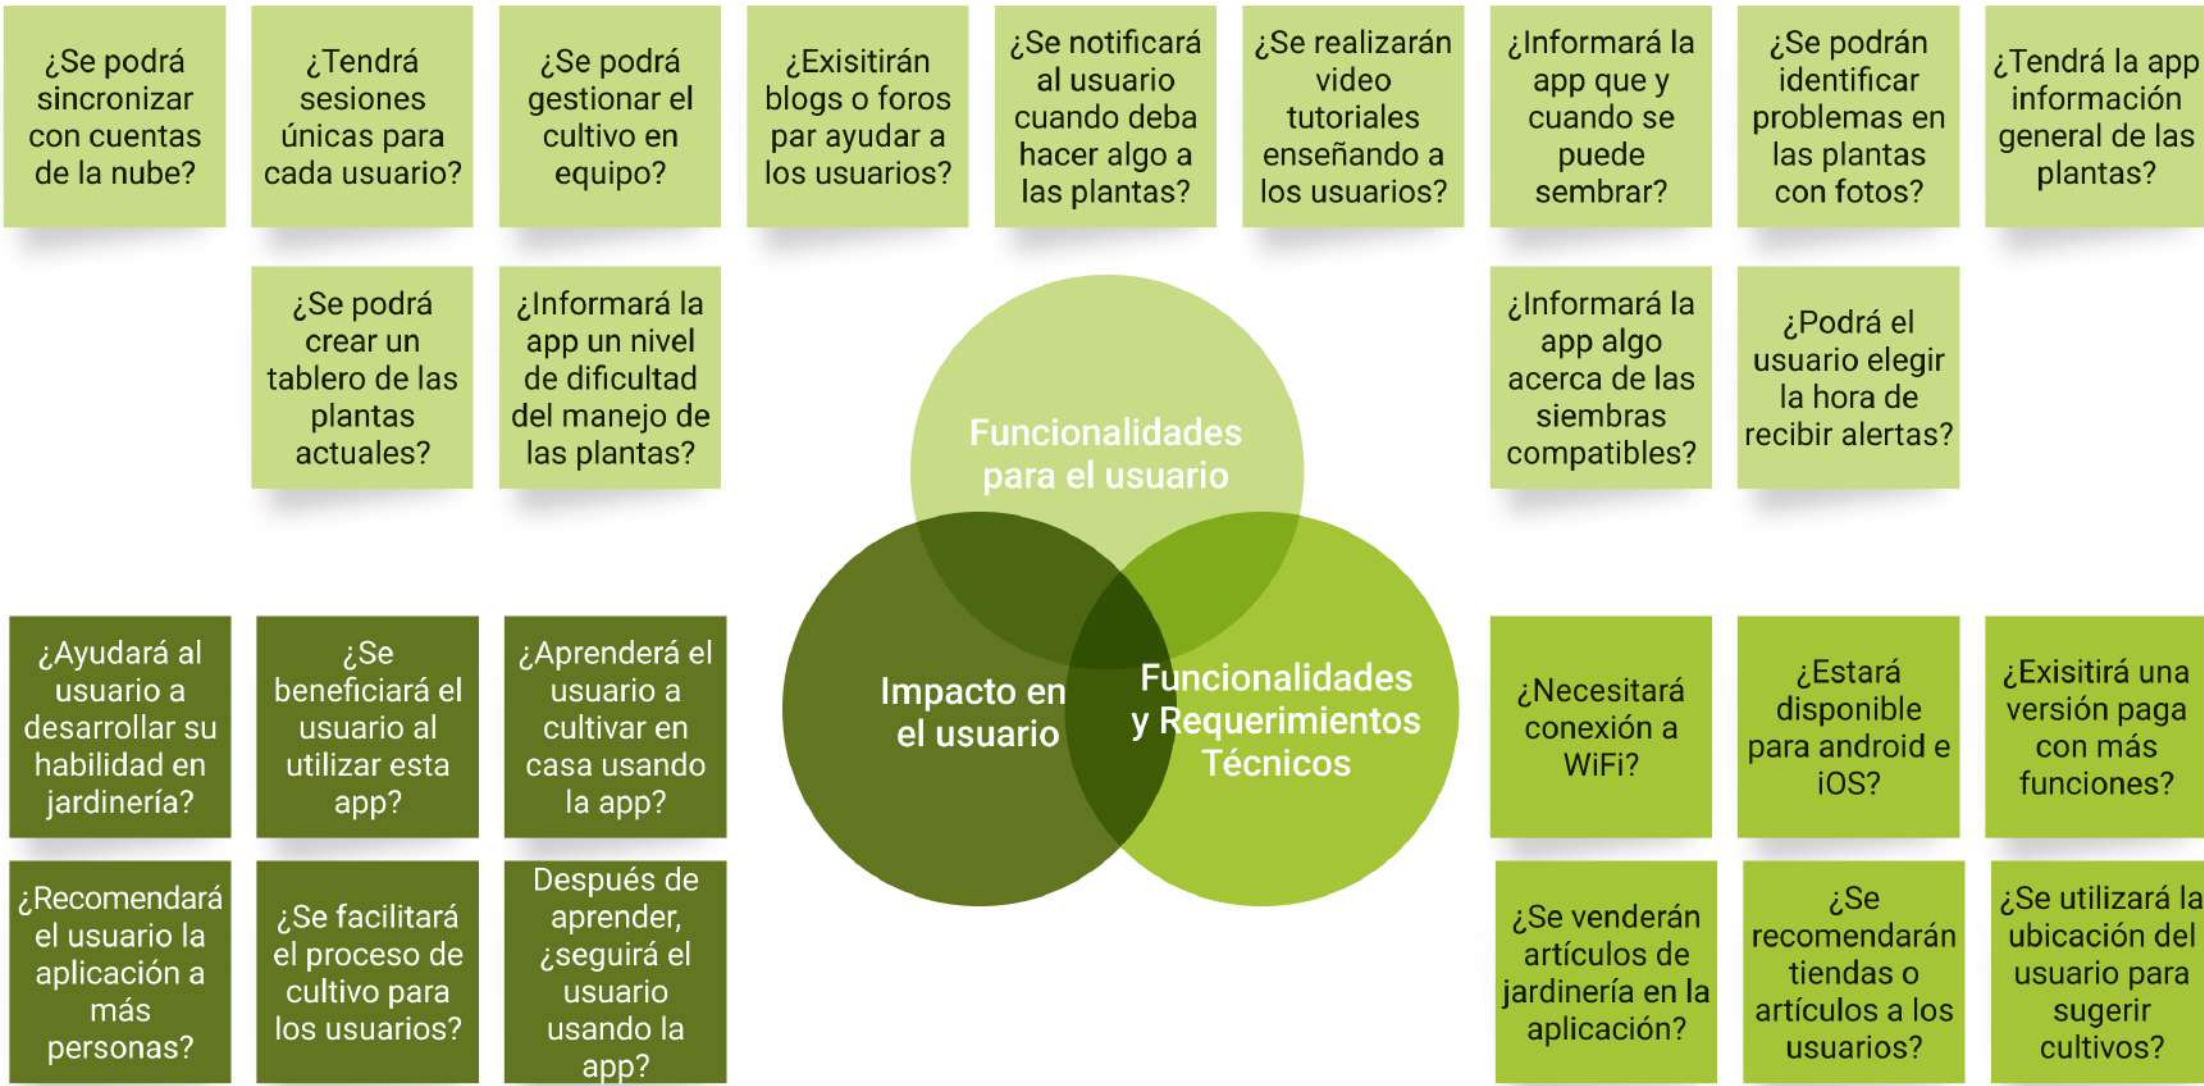 ¿Se podrá
sincronizar
con cuentas
de la nube?
¿Tendrá
sesiones
únicas para
cada usuario?
¿Se podrá
gestionar el
cultivo en
equipo?
¿Exisitirán
blogs o foros
par ayudar a
los usuarios?
¿Se notificará
al usuario
cuando deba
hacer algo a
las plantas?
¿Se realizarán
video
tutoriales
enseñando a
los usuarios?
¿Informará la
app que y
cuando se
puede
sembrar?
¿Se podrán
identificar
problemas en
las plantas
con fotos?
¿Tendrá la app
información
general de las
plantas?
¿Se podrá
crear un
tablero de las
plantas
actuales?
¿Informará la
app un nivel
de dificultad
del manejo de
las plantas?
¿Informará la
app algo
acerca de las
siembras
compatibles?
¿Podrá el
usuario elegir
la hora de
recibir alertas?
Funcionalidades
para el usuario
Impacto en
el usuario
Funcionalidades
y Requerimientos
Técnicos
¿Ayudará al
usuario a
desarrollar su
habilidad en
jardinería?
¿Se
beneficiará el
usuario al
utilizar esta
app?
¿Aprenderá el
usuario a
cultivar en
casa usando
la app?
¿Recomendará
el usuario la
aplicación a
más
personas?
¿Se facilitará
el proceso de
cultivo para
los usuarios?
Después de
aprender,
¿seguirá el
usuario
usando la
app?
¿Necesitará
conexión a
WiFi?
¿Estará
disponible
para android e
iOS?
¿Exisitirá una
versión paga
con más
funciones?
¿Se venderán
artículos de
jardinería en la
aplicación?
¿Se
recomendarán
tiendas o
artículos a los
usuarios?
¿Se utilizará la
ubicación del
usuario para
sugerir
cultivos?